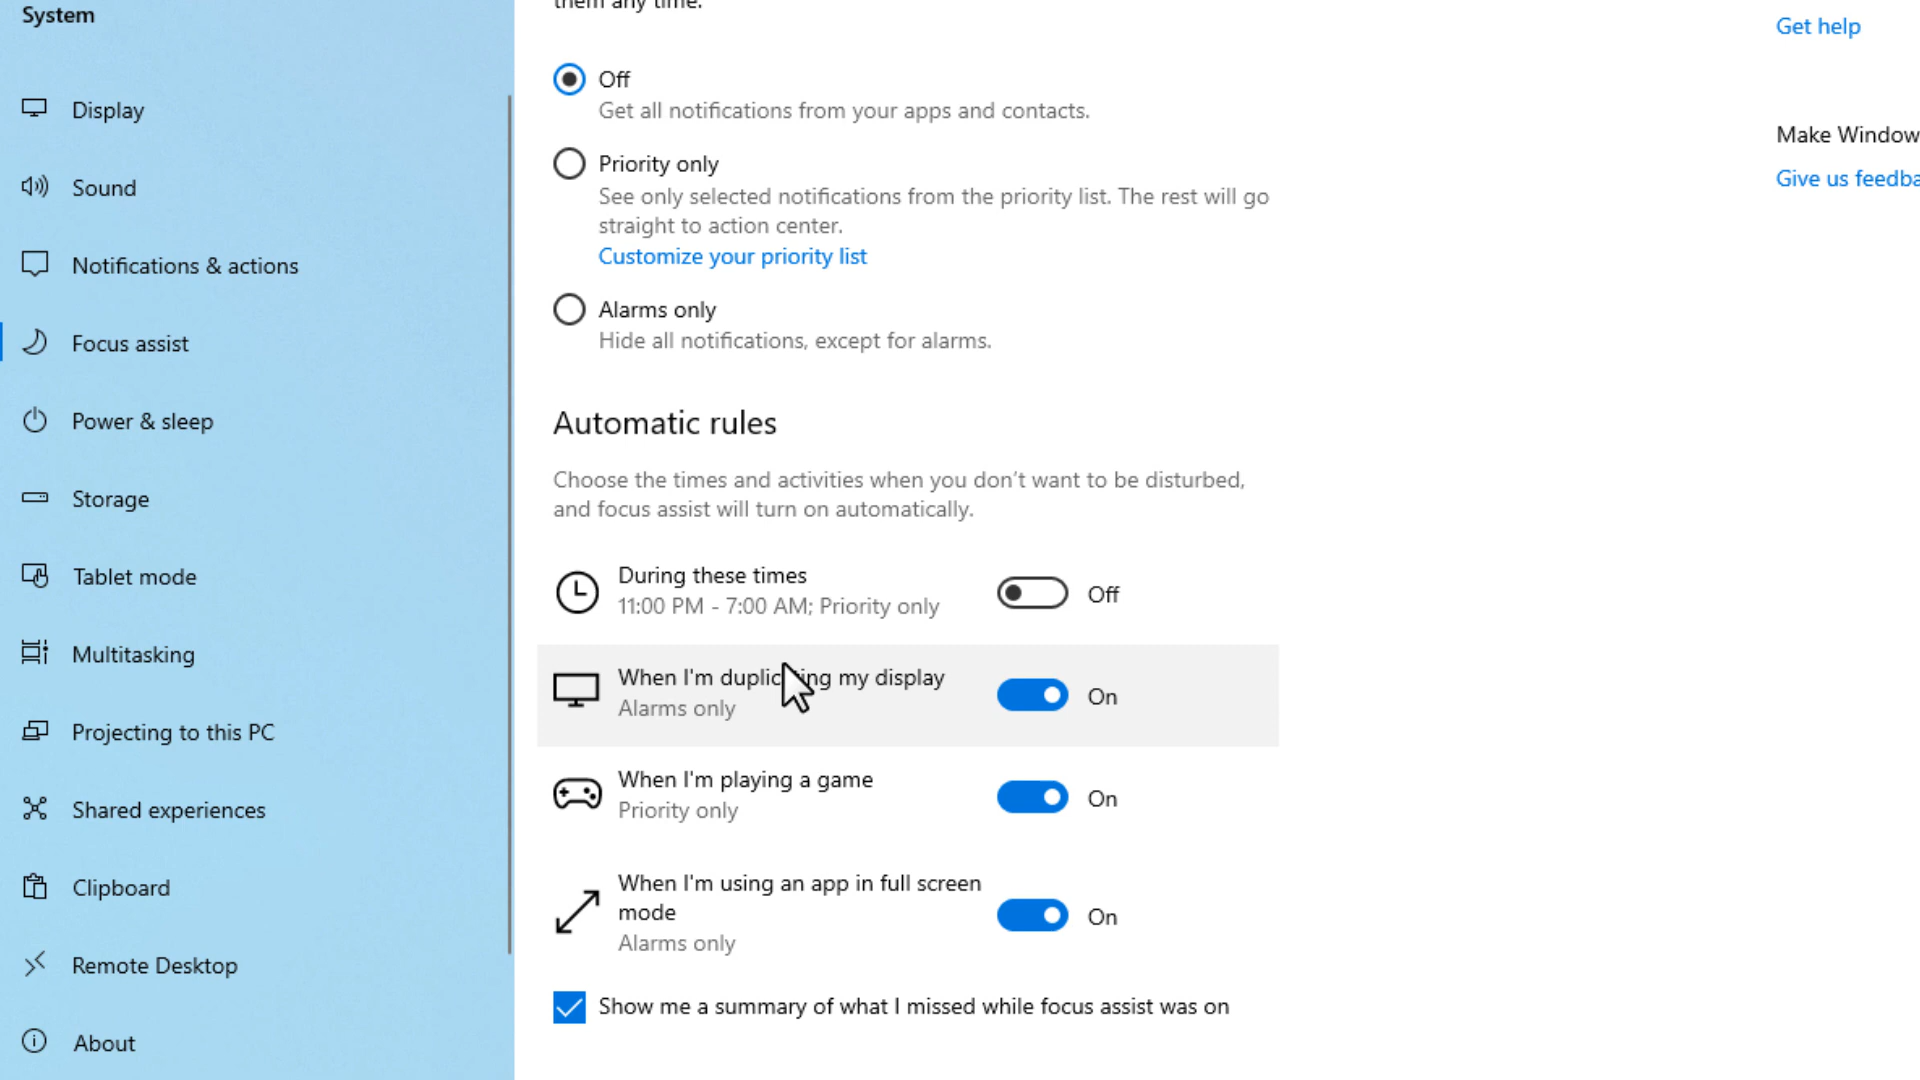 System
Display
Sound
Notifications & actions
Focus assist
Power & sleep
Storage
Tablet mode
Multitasking
Projecting to this PC
Shared experiences
Clipboard
Remote Desktop
About
them any time.
Off
Get all notifications from your apps and contacts.
Priority only
See only selected notifications from the priority list. The rest will go
straight to action center.
Customize your priority list
Alarms only
Hide all notifications, except for alarms.
Automatic rules
Choose the times and activities when you don't want to be disturbed,
and focus assist will turn on automatically.
During these times
11:00 PM - 7:00 AM; Priority only
Off
When I'm duplicating my display
Alarms only
On
When I'm playing a game
Priority only
On
When I'm using an app in full screen
mode
Alarms only
On
Show me a summary of what I missed while focus assist was on
Get help
Make Window
Give us feedba